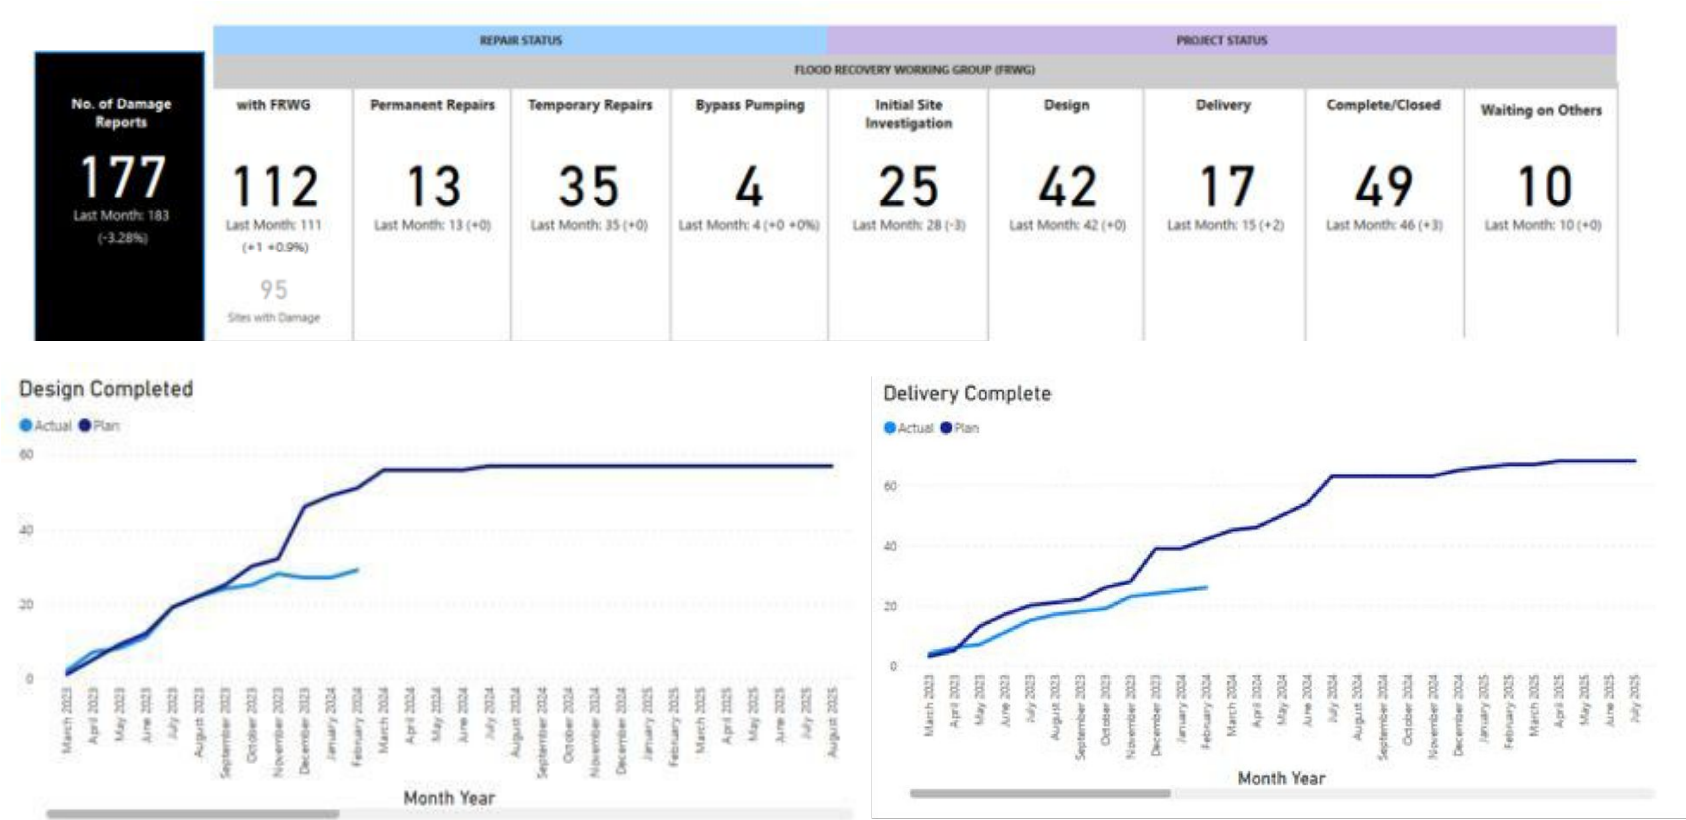 REPAIR STATUS
PROJECT STATUS
FLOOD RECOVERY WORKING GROUP (FRWG)
No. of Damage
Reports
177
Last Month: 183
(-3.28%)
with FRWG
112
Last Month: 111
(+1 +0.9%)
95
Sites with Damage
Permanent Repairs
13
Last Month: 13 (+0)
Temporary Repairs
35
Last Month: 35 (+0)
Bypass Pumping
4
Last Month: 4 (+0 +0%)
Initial Site
Investigation
25
Last Month: 28 (-3)
Design
42
Last Month: 42 (+0)
Delivery
17
Last Month: 15 (+2)
Complete/Closed
49
Last Month: 46 (+3)
Waiting on Others
10
Last Month: 10 (+0)
Design Completed
Actual Plan
60
40
20
0
March 2023
April 2023
May 2023
June 2023
July 2023
August 2023
September 2023
October 2023
November 2023
December 2023
January 2024
February 2024
March 2024
April 2024
May 2024
June 2024
July 2024
August 2024
September 2024
October 2024
November 2024
December 2024
January 2025
February 2025
March 2025
April 2025
May 2025
June 2025
July 2025
August 2025
Month Year
Delivery Complete
Actual Plan
60
40
20
0
March 2023
April 2023
May 2023
June 2023
July 2023
August 2023
September 2023
October 2023
November 2023
December 2023
January 2024
February 2024
March 2024
April 2024
May 2024
June 2024
July 2024
August 2024
September 2024
October 2024
November 2024
December 2024
January 2025
February 2025
March 2025
April 2025
May 2025
June 2025
July 2025
Month Year